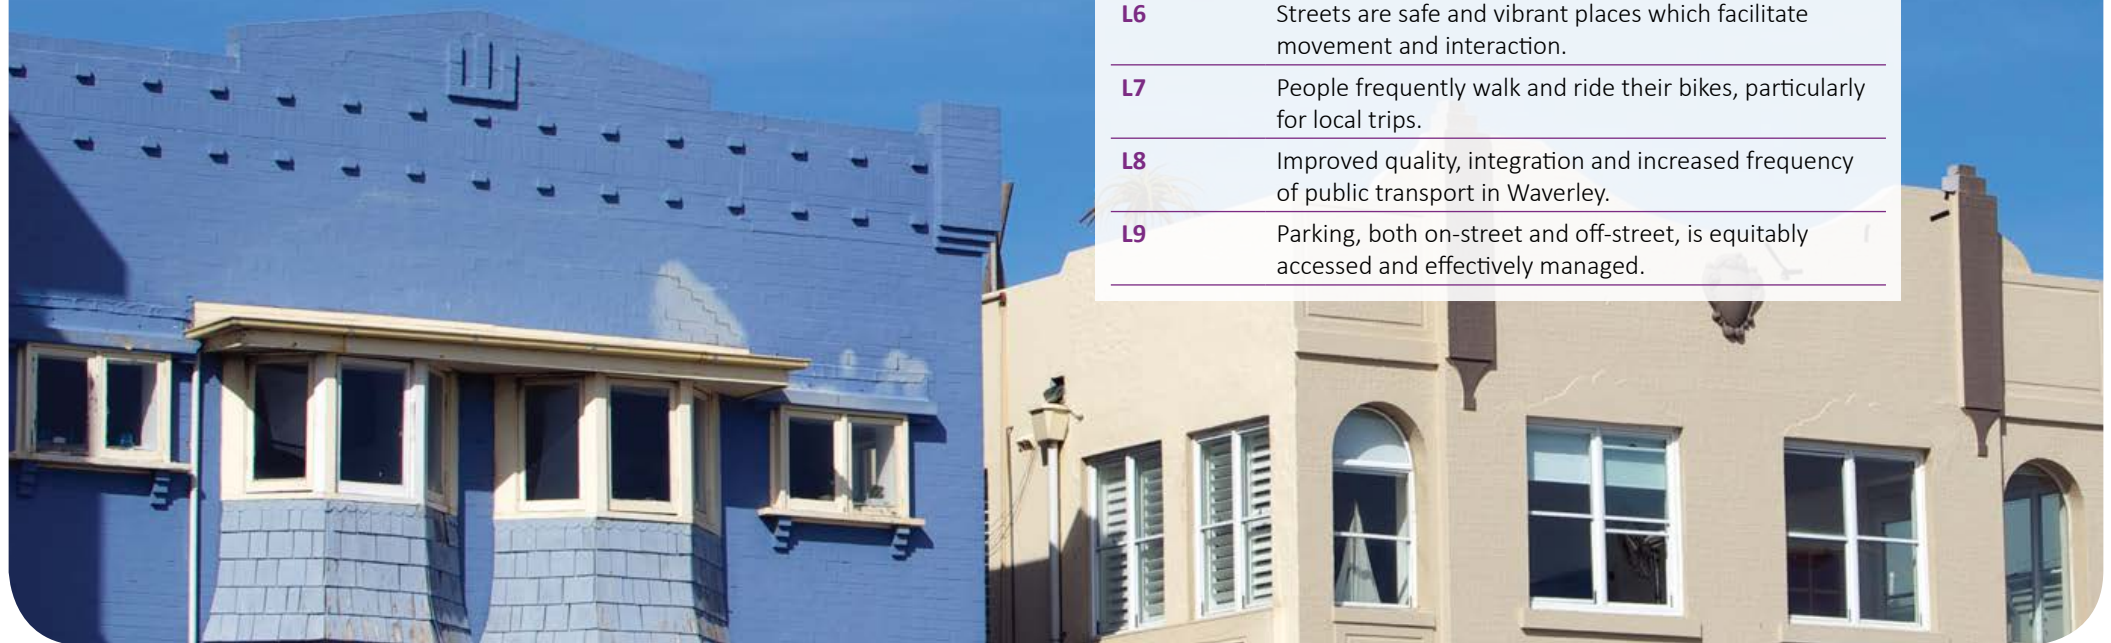 L6 Streets are safe and vibrant places which facilitate
movement and interaction.
L7 People frequently walk and ride their bikes, particularly
for local trips.
L8 Improved quality, integration and increased frequency
of public transport in Waverley.
L9 Parking, both on-street and off-street, is equitably
accessed and effectively managed.